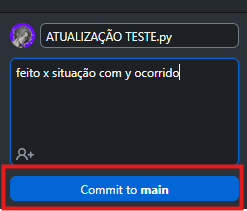 ATUALIZAÇÃO TESTE.py
feito x situação com y ocorrido
Commit to main